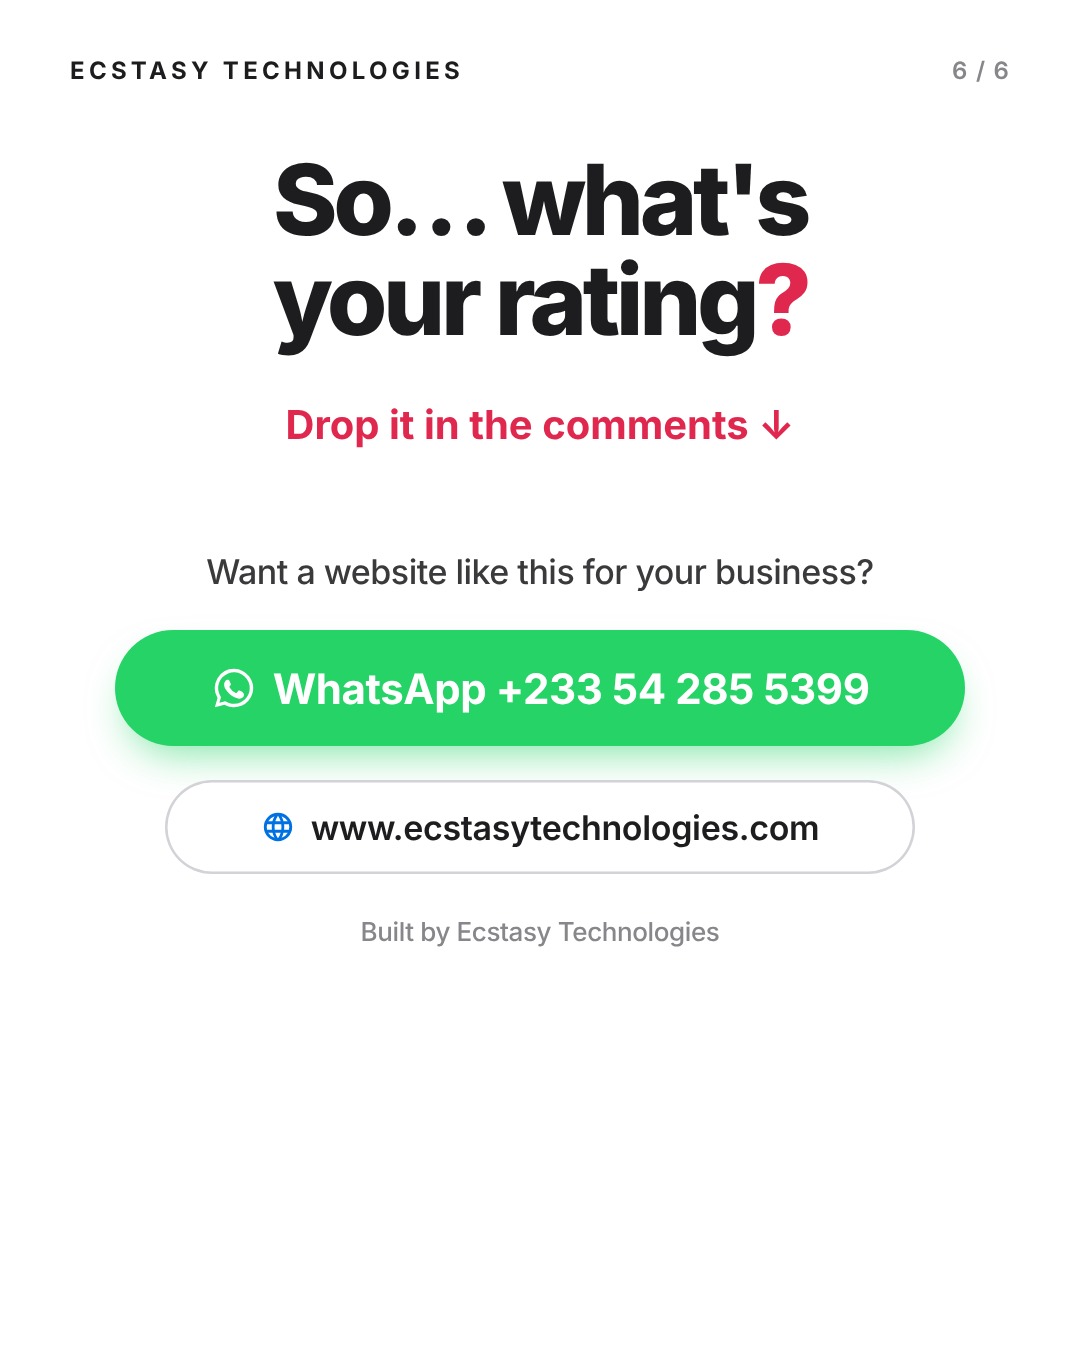 ECSTASY TECHNOLOGIES
6 / 6
So... what's
your rating?
Drop it in the comments ↓
Want a website like this for your business?
WhatsApp +233 54 285 5399
www.ecstasytechnologies.com
Built by Ecstasy Technologies